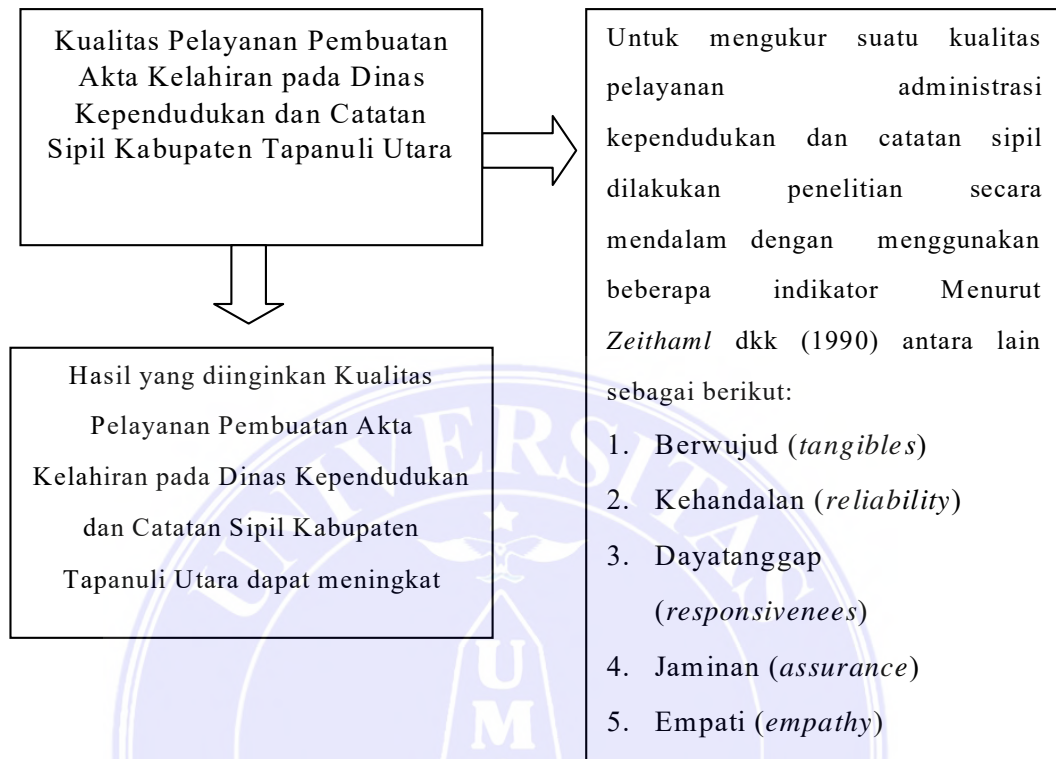 Kualitas Pelayanan Pembuatan
Akta Kelahiran pada Dinas
Kependudukan dan Catatan
Sipil Kabupaten Tapanuli Utara
Hasil yang diinginkan Kualitas
Pelayanan Pembuatan Akta
Kelahiran pada Dinas Kependudukan
dan Catatan Sipil Kabupaten
Tapanuli Utara dapat meningkat
Untuk mengukur suatu kualitas
pelayanan administrasi
kependudukan dan catatan sipil
dilakukan penelitian secara
mendalam dengan menggunakan
beberapa indikator Menurut
Zeithaml dkk (1990) antara lain
sebagai berikut:
1. Berwujud (tangibles)
2. Kehandalan (reliability)
3. Dayatanggap
(responsivenees)
4. Jaminan (assurance)
5. Empati (empathy)
UNIVERSITAS
U
M